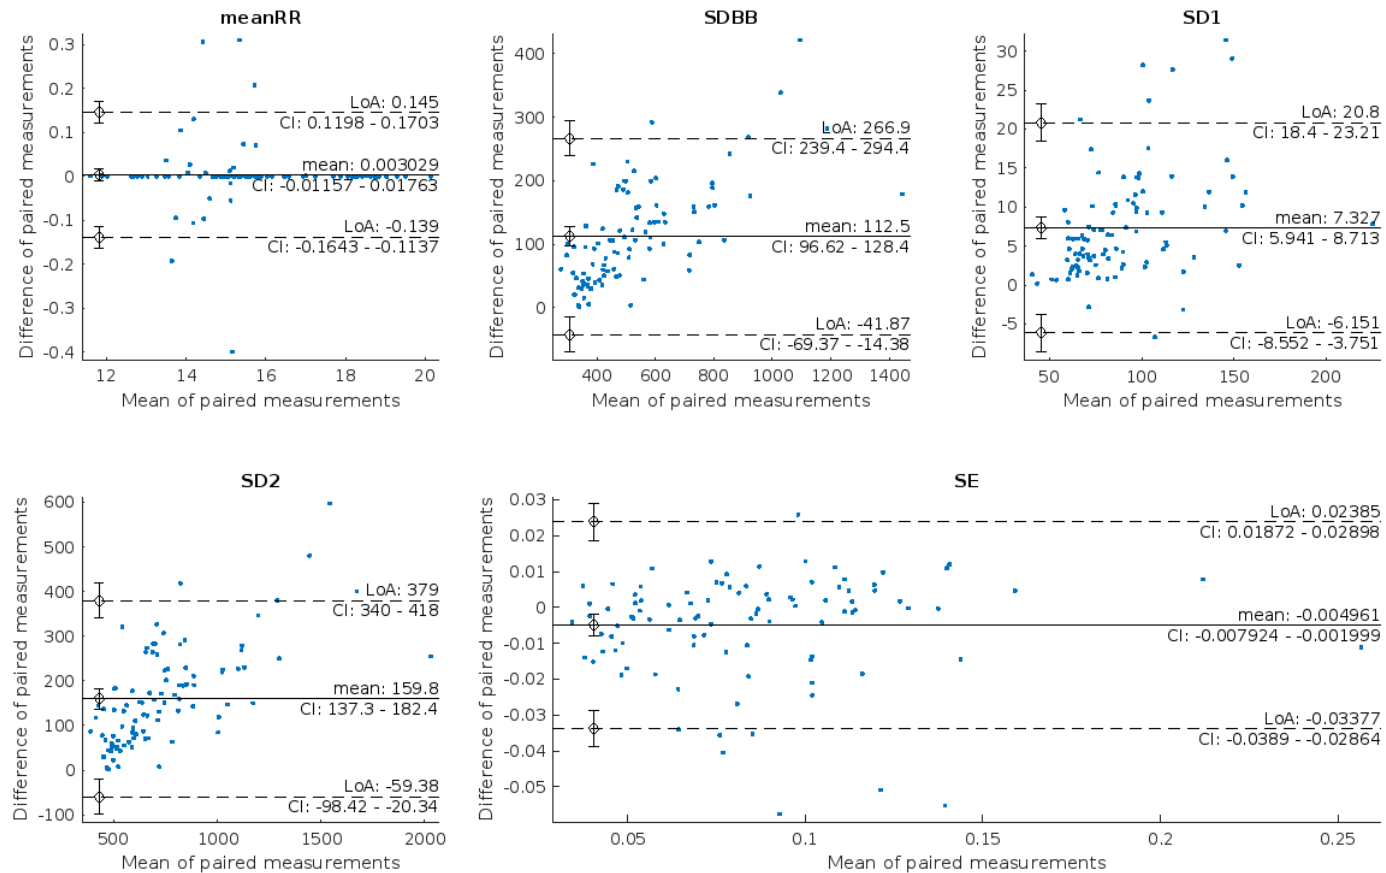 meanRR
Difference of paired measurements
0.3
0.2
0.1
0
-0.1
-0.2
-0.3
-0.4
LoA: 0.145
CI: 0.1198 - 0.1703
mean: 0.003029
CI: -0.01157 - 0.01763
LoA: -0.139
CI: -0.1643 - -0.1137
12 14 16 18 20
Mean of paired measurements
SDBB
Difference of paired measurements
400
300
200
100
0
LoA: 266.9
CI: 239.4 - 294.4
mean: 112.5
CI: 96.62 - 128.4
LoA: -41.87
CI: -69.37 - -14.38
400 600 800 1000 1200 1400
Mean of paired measurements
SD1
Difference of paired measurements
30
25
20
15
10
5
0
-5
LoA: 20.8
CI: 18.4 - 23.21
mean: 7.327
CI: 5.941 - 8.713
LoA: -6.151
CI: -8.552 - -3.751
50 100 150 200
Mean of paired measurements
SD2
Difference of paired measurements
600
500
400
300
200
100
0
-100
LoA: 379
CI: 340 - 418
mean: 159.8
CI: 137.3 - 182.4
LoA: -59.38
CI: -98.42 - -20.34
500 1000 1500 2000
Mean of paired measurements
SE
Difference of paired measurements
0.03
0.02
0.01
0
-0.01
-0.02
-0.03
-0.04
-0.05
LoA: 0.02385
CI: 0.01872 - 0.02898
mean: -0.004961
CI: -0.007924 - -0.001999
LoA: -0.03377
CI: -0.0389 - -0.02864
0.05 0.1 0.15 0.2 0.25
Mean of paired measurements